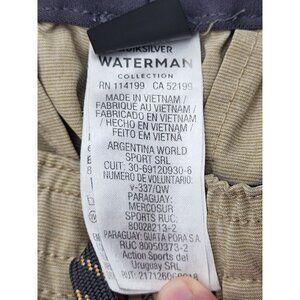 QUIKSILVER
WATERMAN
COLLECTION
RN 114199 CA 52199
MADE IN VIETNAM /
FABRIQUÉ AU VIETNAM /
FABRICADO EN VIETNAM
/ HECHO EN VIETNAM /
FEITO EM VIETNÃ
ARGENTINA WORLD
SPORT SRL
CUIT: 30-69120930-6
NUMERO DE VOLUNTARIO:
V-337/QW
PARAGUAY:
MERCOSUR
SPORTS RUC:
80028213-2
PARAGUAY: GUATA PORA S.A.
RUC 80050373-2
Action Sports del
Uruguay SRL